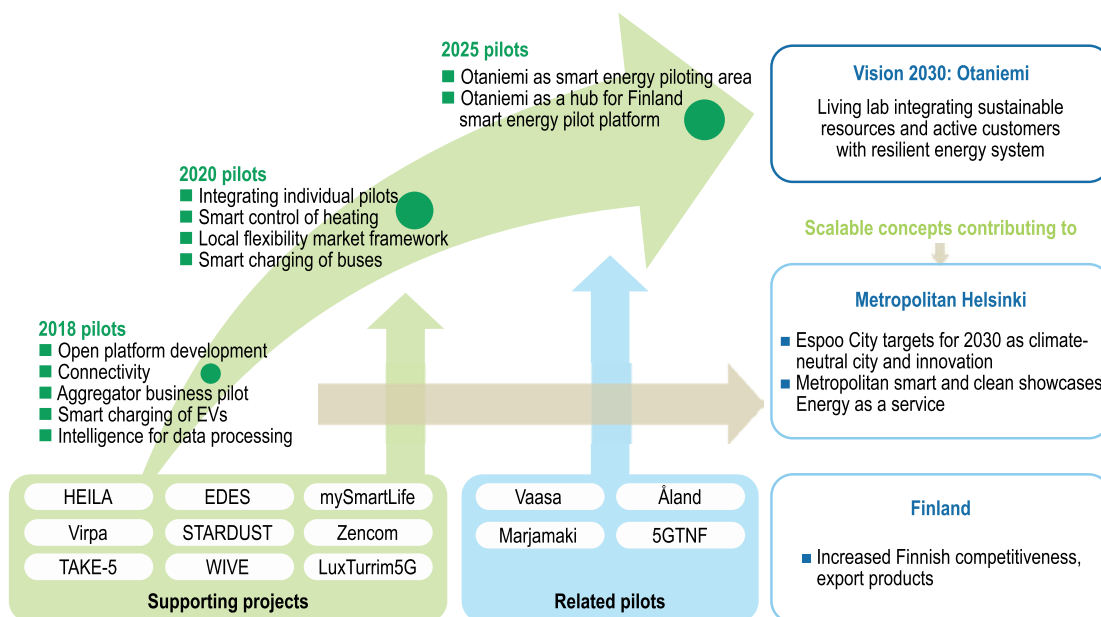 2025 pilots
Otaniemi as smart energy piloting area
Otaniemi as a hub for Finland
smart energy pilot platform
2020 pilots
Integrating individual pilots
Smart control of heating
Local flexibility market framework
Smart charging of buses
2018 pilots
Open platform development
Connectivity
Aggregator business pilot
Smart charging of EVs
Intelligence for data processing
HEILA EDES mySmartLife
Virpa STARDUST Zencom
TAKE-5 WIVE LuxTurrim5G
Supporting projects
Vaasa Åland
Marjamaki 5GTNF
Related pilots
Vision 2030: Otaniemi
Living lab integrating sustainable
resources and active customers
with resilient energy system
Scalable concepts contributing to
Metropolitan Helsinki
Espoo City targets for 2030 as climate-
neutral city and innovation
Metropolitan smart and clean showcases
Energy as a service
Finland
Increased Finnish competitiveness,
export products